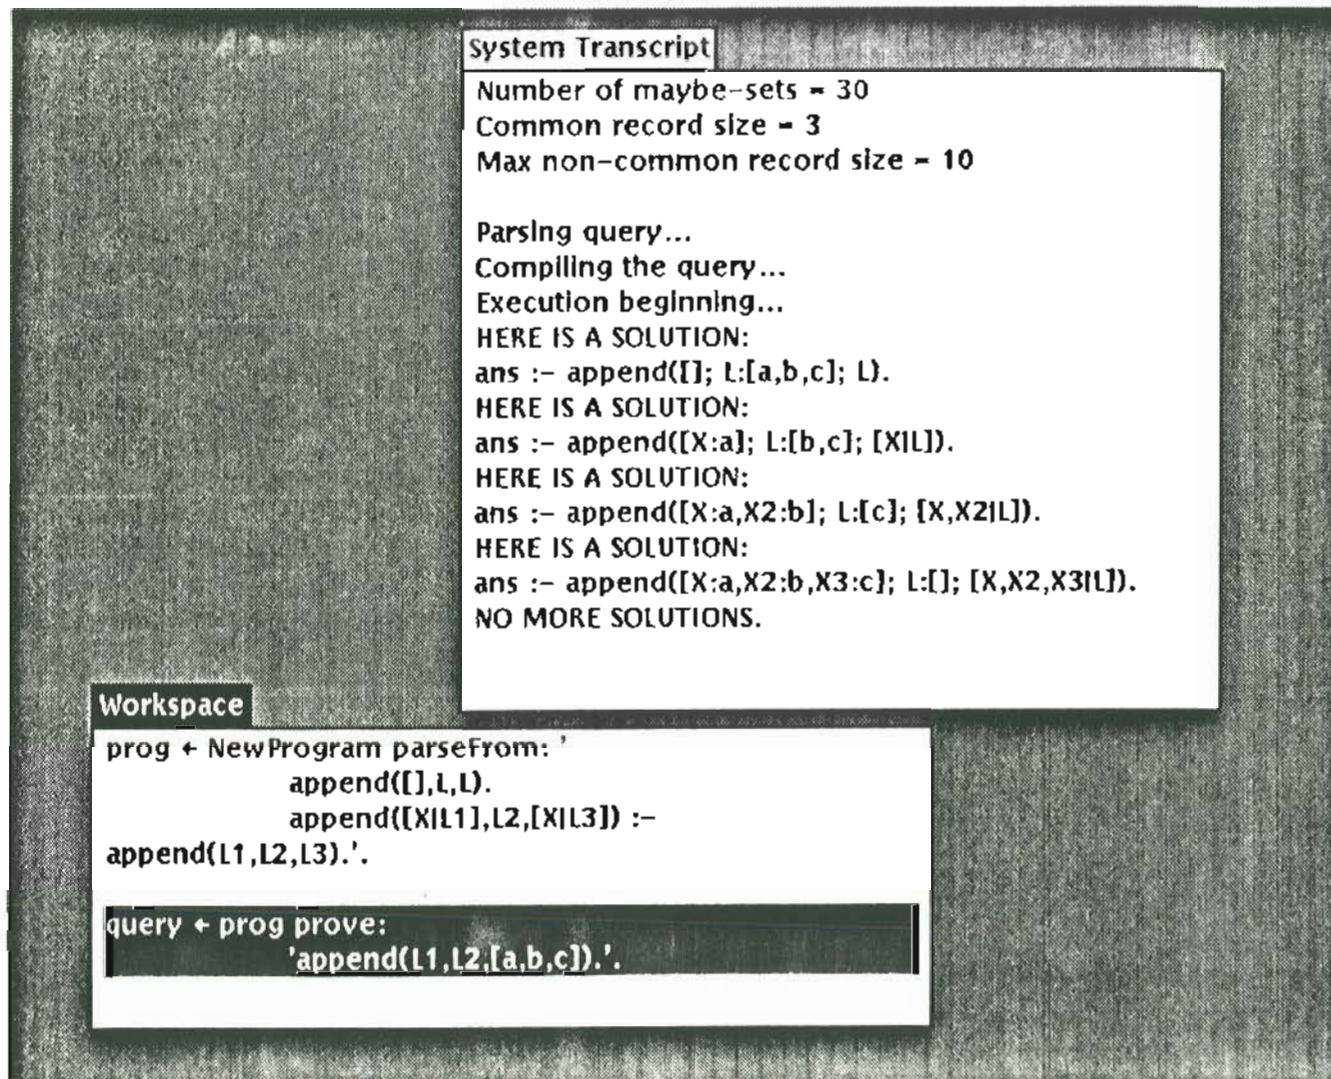 System Transcript
Number of maybe-sets = 30
Common record size = 3
Max non-common record size = 10
Parsing query...
Compiling the query...
Execution beginning...
HERE IS A SOLUTION:
ans :- append([]; L:[a,b,c]; L).
HERE IS A SOLUTION:
ans :- append([X:a]; L:[b,c]; [X|L]).
HERE IS A SOLUTION:
ans :- append([X:a,X2:b]; L:[c]; [X,X2|L]).
HERE IS A SOLUTION:
ans :- append([X:a,X2:b,X3:c]; L:[]; [X,X2,X3|L]).
NO MORE SOLUTIONS.
Workspace
prog ← NewProgram parseFrom: '
append([],L,L).
append([X|L1],L2,[X|L3]) :-
append(L1,L2,L3).'.
query ← prog prove:
'append(L1,L2,[a,b,c]).'.